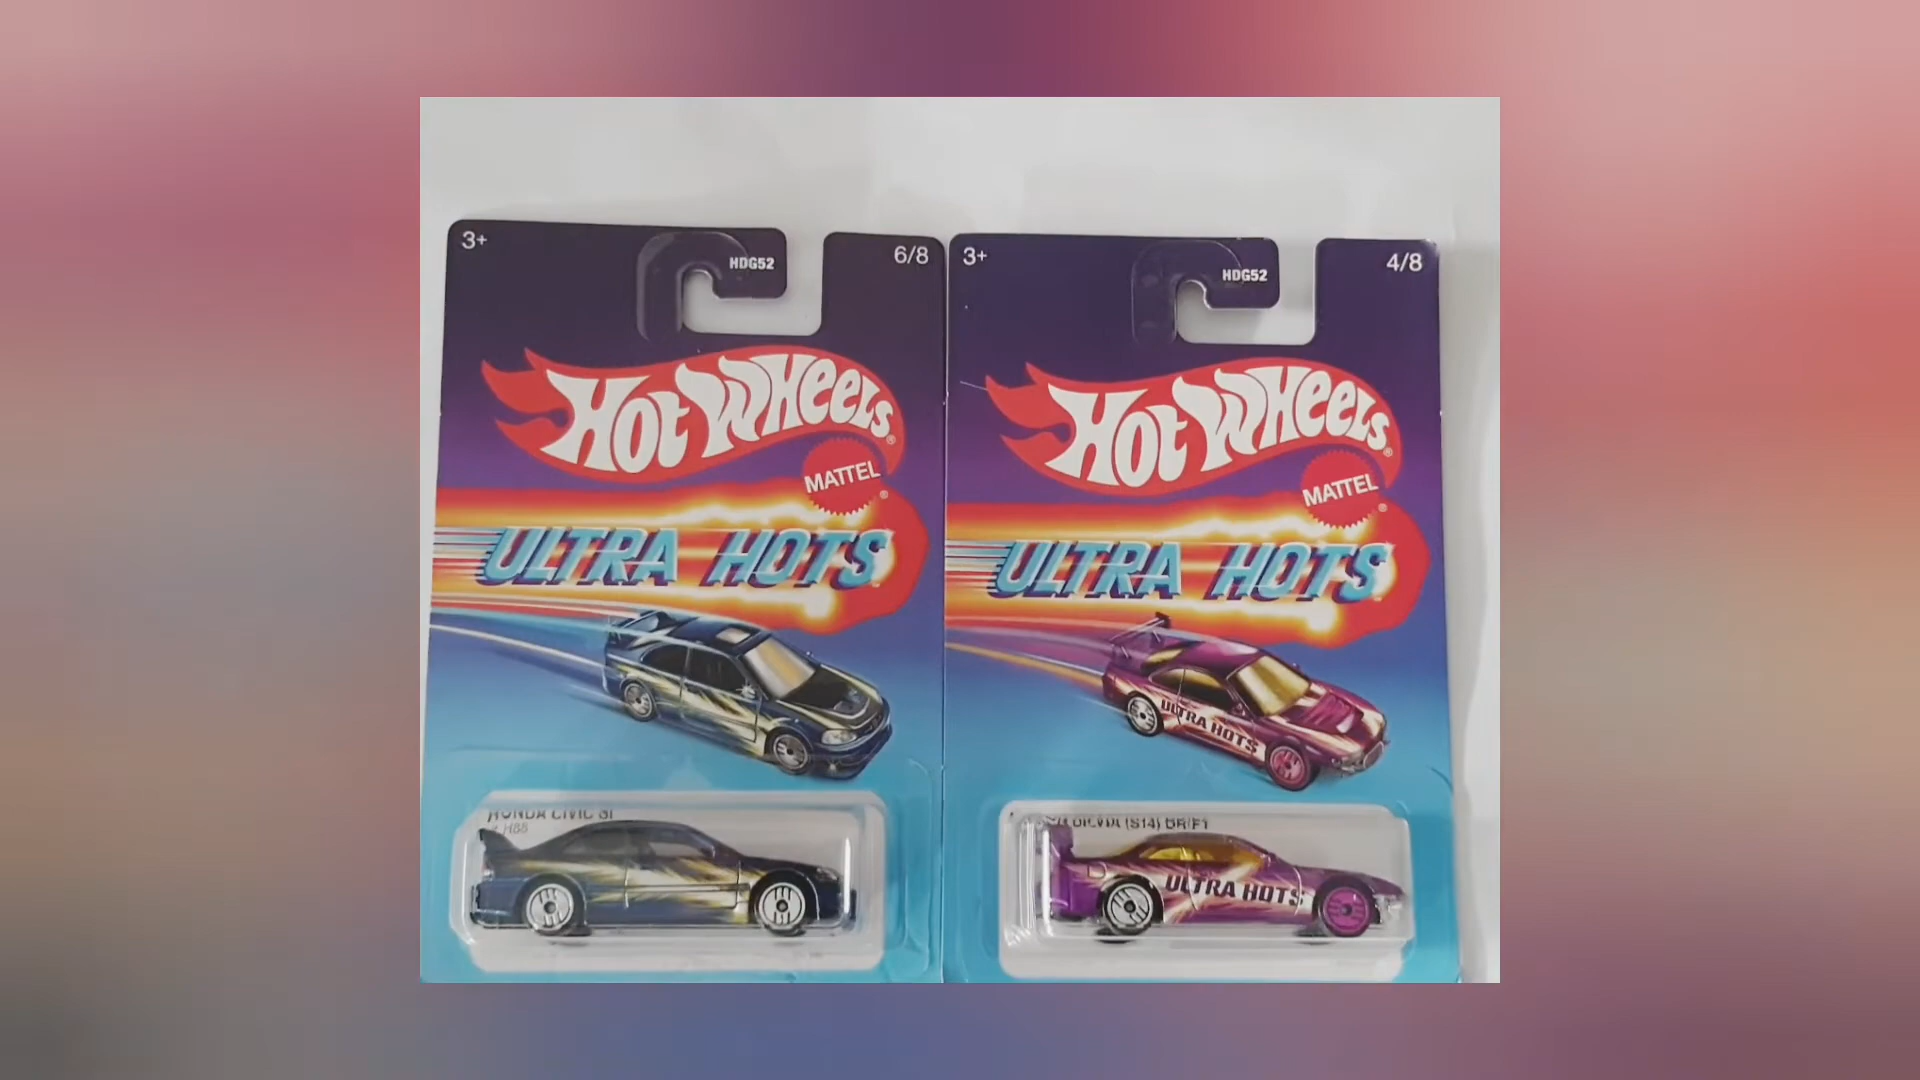 3+
HDG52
6/8
HOT WHEELS
MATTEL
ULTRA HOTS
HONDA CIVIC SI
3+
HDG52
4/8
HOT WHEELS
MATTEL
ULTRA HOTS
ULTRA HOTS
(S14) DRIFT
ULTRA HOTS